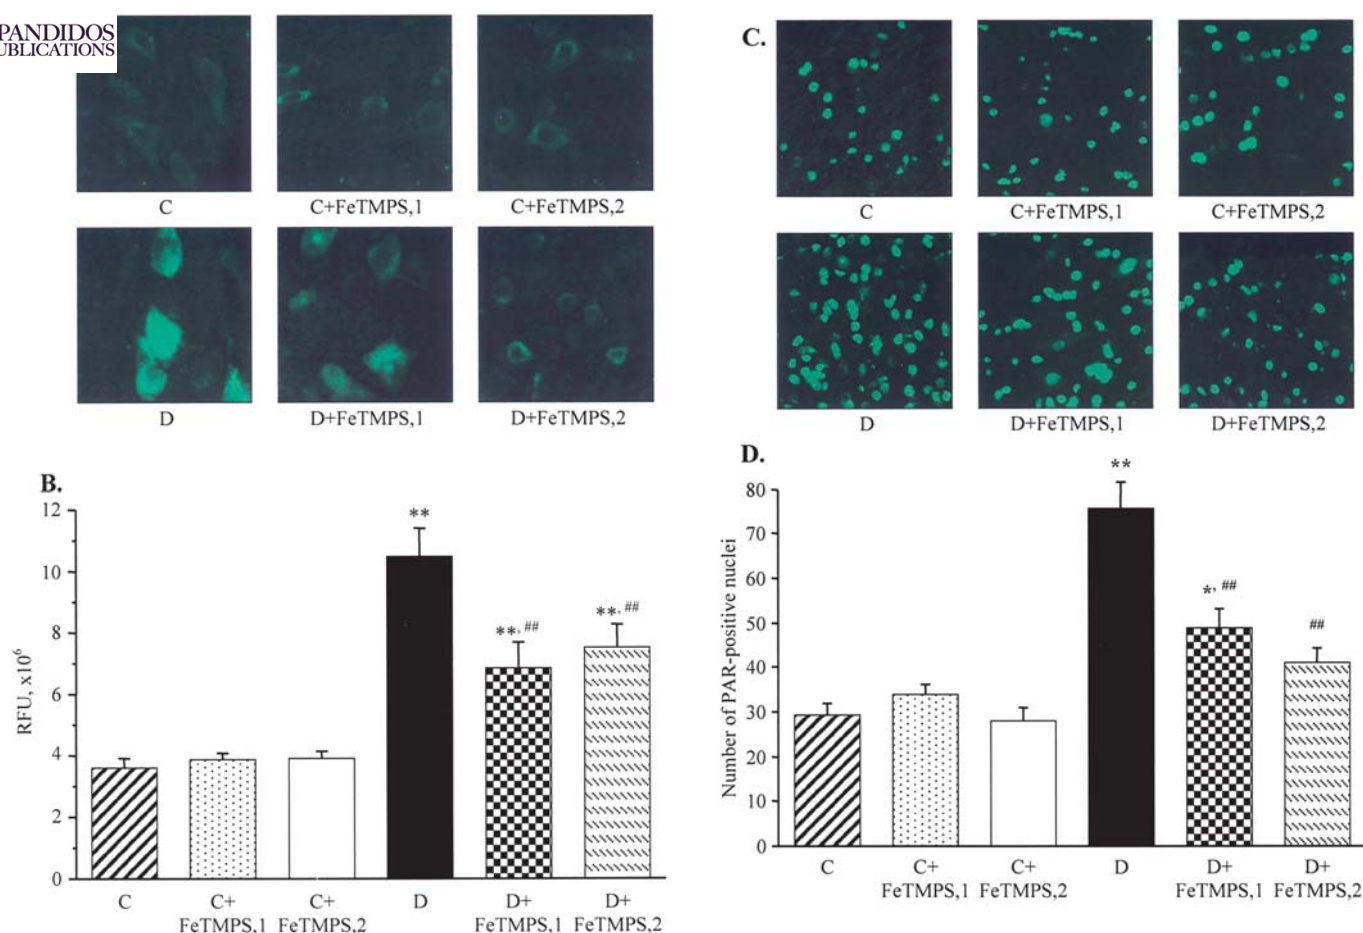 PANDIDOS
UBLICATIONS
C
C+FeTMPS,1
C+FeTMPS,2
D
D+FeTMPS,1
D+FeTMPS,2
B.
12
10
8
6
4
2
0
RFU, x10⁶
**
**, ##
**, ##
C
C+
FeTMPS,1
C+
FeTMPS,2
D
D+
FeTMPS,1
D+
FeTMPS,2
C.
C
C+FeTMPS,1
C+FeTMPS,2
D
D+FeTMPS,1
D+FeTMPS,2
D.
80
70
60
50
40
30
20
10
0
Number of PAR-positive nuclei
**
*, ##
##
C
C+
FeTMPS,1
C+
FeTMPS,2
D
D+
FeTMPS,1
D+
FeTMPS,2